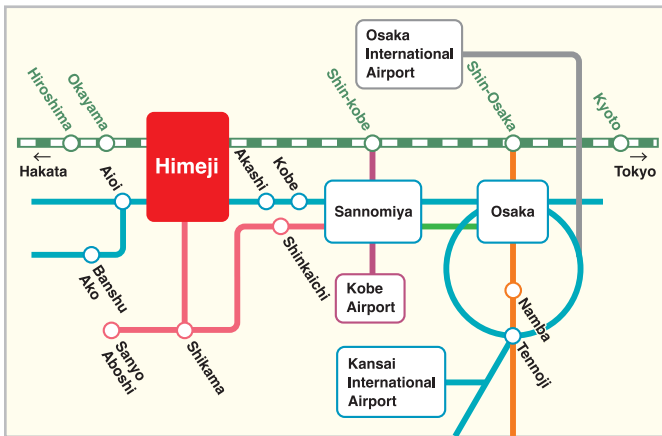 Osaka
International
Airport
Hiroshima
Okayama
Shin-kobe
Shin-Osaka
Kyoto
Hakata
Tokyo
Aioi
Himeji
Akashi
Kobe
Sannomiya
Osaka
Shinkaichi
Banshu
Ako
Kobe
Airport
Namba
Sanyo
Aboshi
Shikama
Tennoji
Kansai
International
Airport